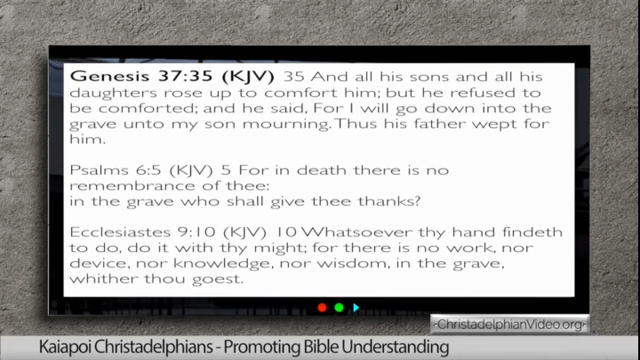 Genesis 37:35 (KJV) 35 And all his sons and all his
daughters rose up to comfort him; but he refused to
be comforted; and he said, For I will go down into the
grave unto my son mourning. Thus his father wept for
him.
Psalms 6:5 (KJV) 5 For in death there is no
remembrance of thee:
in the grave who shall give thee thanks?
Ecclesiastes 9:10 (KJV) 10 Whatsoever thy hand findeth
to do, do it with thy might; for there is no work, nor
device, nor knowledge, nor wisdom, in the grave,
whither thou goest.
ChristadelphianVideo.org
Kaiapoi Christadelphians - Promoting Bible Understanding